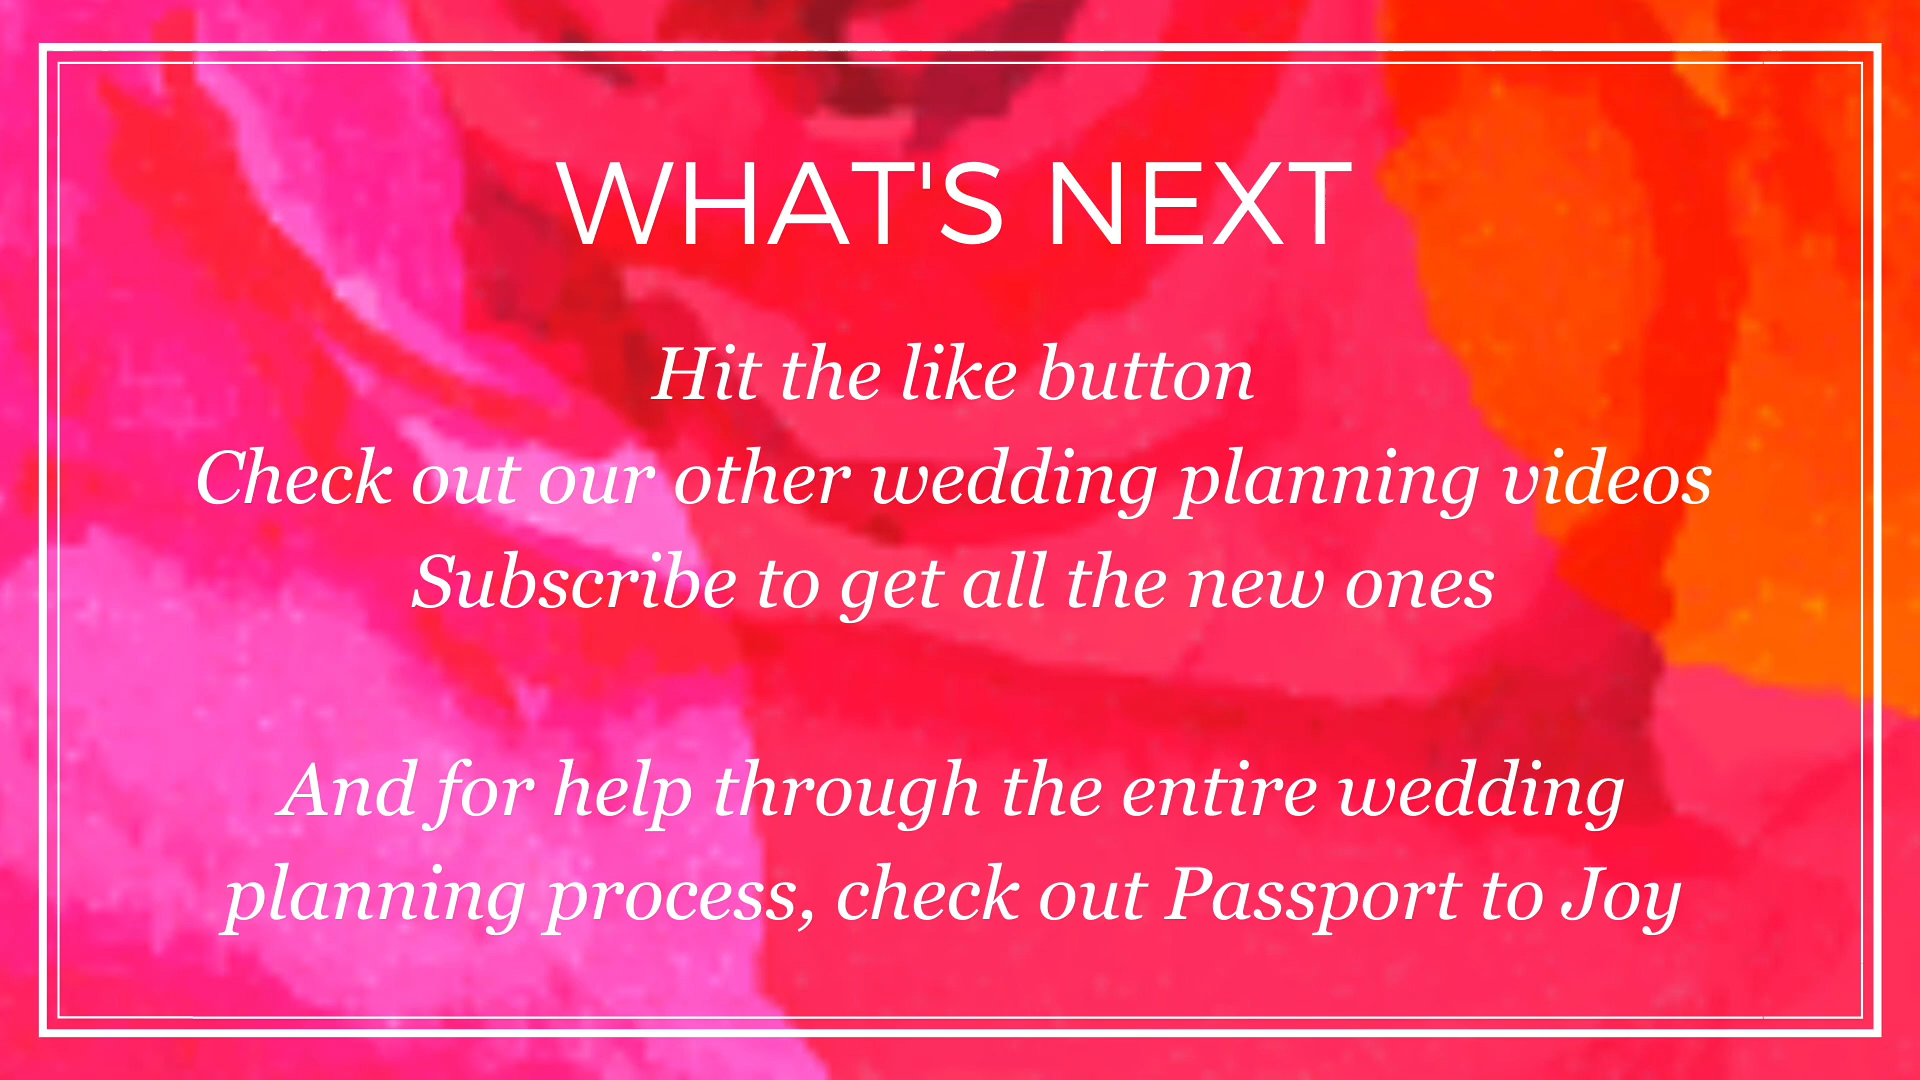 WHAT'S NEXT
Hit the like button
Check out our other wedding planning videos
Subscribe to get all the new ones
And for help through the entire wedding
planning process, check out Passport to Joy